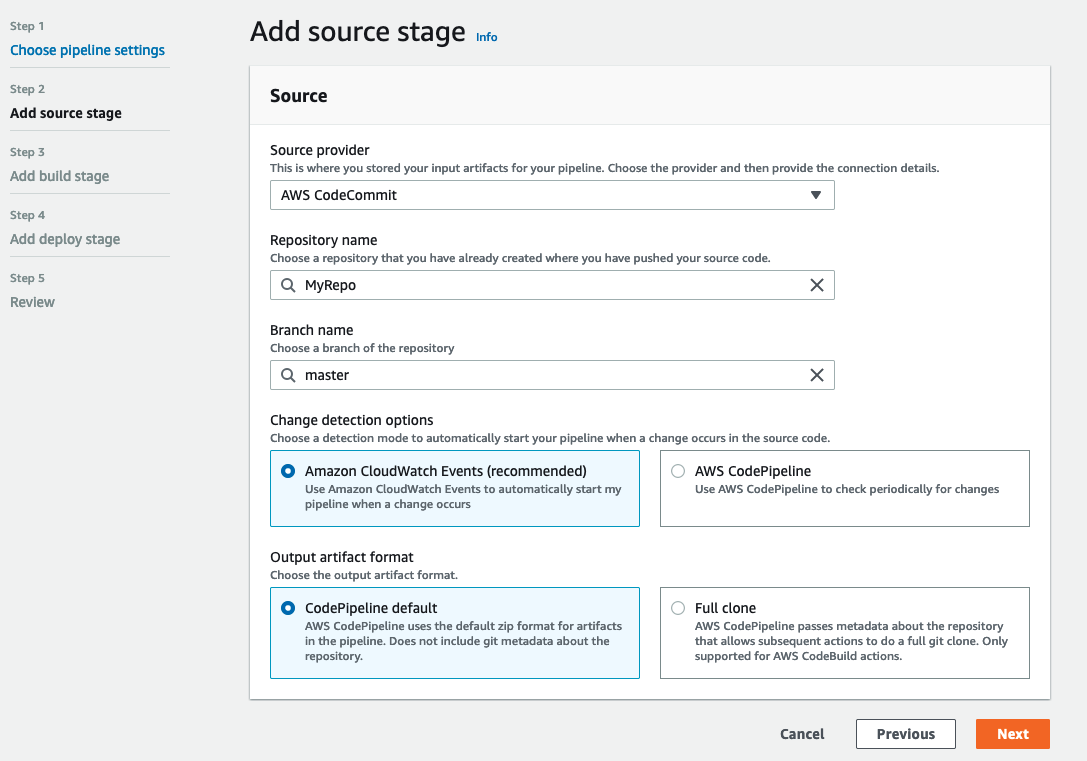 Step 1
Choose pipeline settings
Step 2
Add source stage
Step 3
Add build stage
Step 4
Add deploy stage
Step 5
Review
Add source stage Info
Source
Source provider
This is where you stored your input artifacts for your pipeline. Choose the provider and then provide the connection details.
AWS CodeCommit
Repository name
Choose a repository that you have already created where you have pushed your source code.
MyRepo
Branch name
Choose a branch of the repository
master
Change detection options
Choose a detection mode to automatically start your pipeline when a change occurs in the source code.
Amazon CloudWatch Events (recommended)
Use Amazon CloudWatch Events to automatically start my
pipeline when a change occurs
AWS CodePipeline
Use AWS CodePipeline to check periodically for changes
Output artifact format
Choose the output artifact format.
CodePipeline default
AWS CodePipeline uses the default zip format for artifacts
in the pipeline. Does not include git metadata about the
repository.
Full clone
AWS CodePipeline passes metadata about the repository
that allows subsequent actions to do a full git clone. Only
supported for AWS CodeBuild actions.
Cancel
Previous
Next